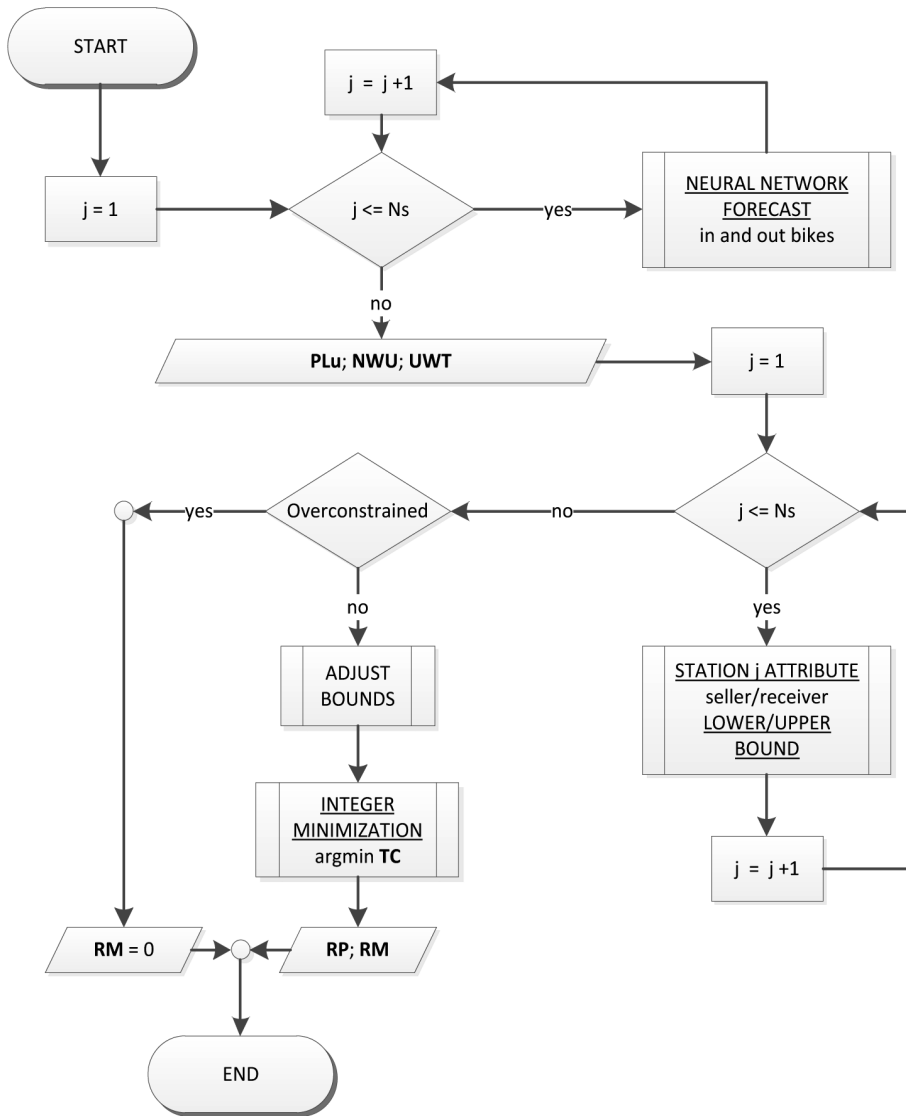 START
j = j +1
j = 1
j <= Ns
yes
NEURAL NETWORK
FORECAST
in and out bikes
no
PLu; NWU; UWT
j = 1
yes
Overconstrained
no
j <= Ns
no
yes
ADJUST
BOUNDS
STATION j ATTRIBUTE
seller/receiver
LOWER/UPPER
BOUND
INTEGER
MINIMIZATION
argmin TC
j = j +1
RM = 0
RP; RM
END